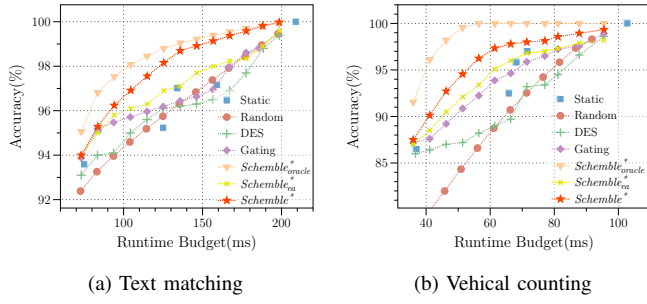 100
98
96
94
92
Accuracy(%)
100
150
200
Runtime Budget(ms)
Static
Random
DES
Gating
Schemble*oracle
Schemble*ea
Schemble*
(a) Text matching
100
95
90
85
Accuracy(%)
40
60
80
100
Runtime Budget(ms)
Static
Random
DES
Gating
Schemble*oracle
Schemble*ea
Schemble*
(b) Vehical counting